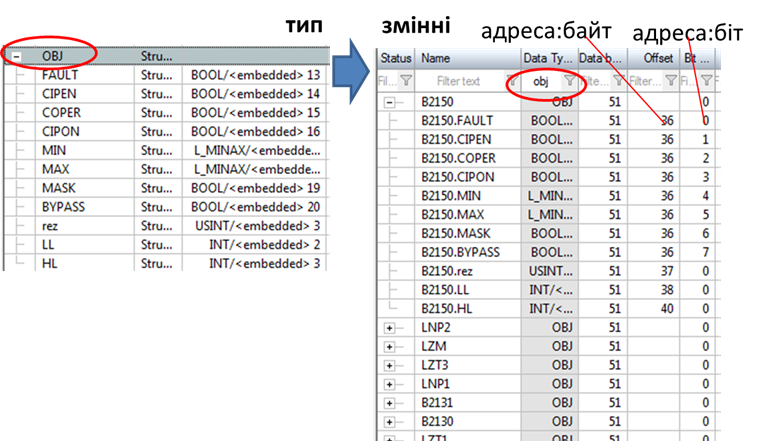 тип
змінні
адреса:байт
адреса:біт
OBJ Stru...
FAULT Stru... BOOL/<embedded> 13
CIPEN Stru... BOOL/<embedded> 14
COPER Stru... BOOL/<embedded> 15
CIPON Stru... BOOL/<embedded> 16
MIN Stru... L_MINAX/<embedde...
MAX Stru... L_MINAX/<embedde...
MASK Stru... BOOL/<embedded> 19
BYPASS Stru... BOOL/<embedded> 20
rez Stru... USINT/<embedded> 3
LL Stru... INT/<embedded> 2
HL Stru... INT/<embedded> 3
Status Name Data Ty... Data b... Offset Bit ...
Fil... Filter text obj Filte... Filter... Fi... F
B2150 OBJ 51 0
B2150.FAULT BOOL... 51 36 0
B2150.CIPEN BOOL... 51 36 1
B2150.COPER BOOL... 51 36 2
B2150.CIPON BOOL... 51 36 3
B2150.MIN L_MIN... 51 36 4
B2150.MAX L_MIN... 51 36 5
B2150.MASK BOOL... 51 36 6
B2150.BYPASS BOOL... 51 36 7
B2150.rez USINT... 51 37 0
B2150.LL INT/<... 51 38 0
B2150.HL INT/<... 51 40 0
LNP2 OBJ 51 0
LZM OBJ 51 0
LZT3 OBJ 51 0
LNP1 OBJ 51 0
B2131 OBJ 51 0
B2130 OBJ 51 0
LZT1 OBJ 51 0